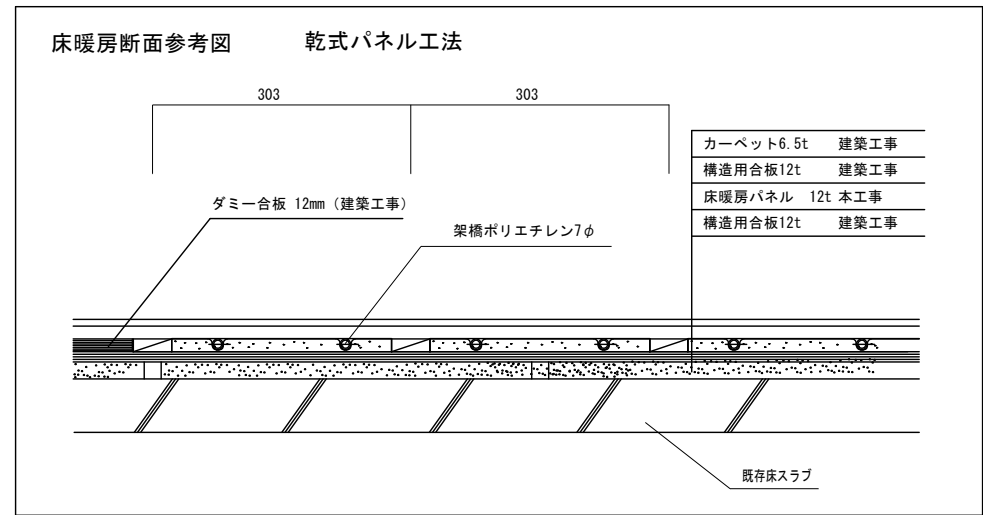 床暖房断面参考図　乾式パネル工法
303　303
カーペット6.5t　建築工事
構造用合板12t　建築工事
床暖房パネル　12t 本工事
構造用合板12t　建築工事
ダミー合板 12mm（建築工事）
架橋ポリエチレン7φ
既存床スラブ